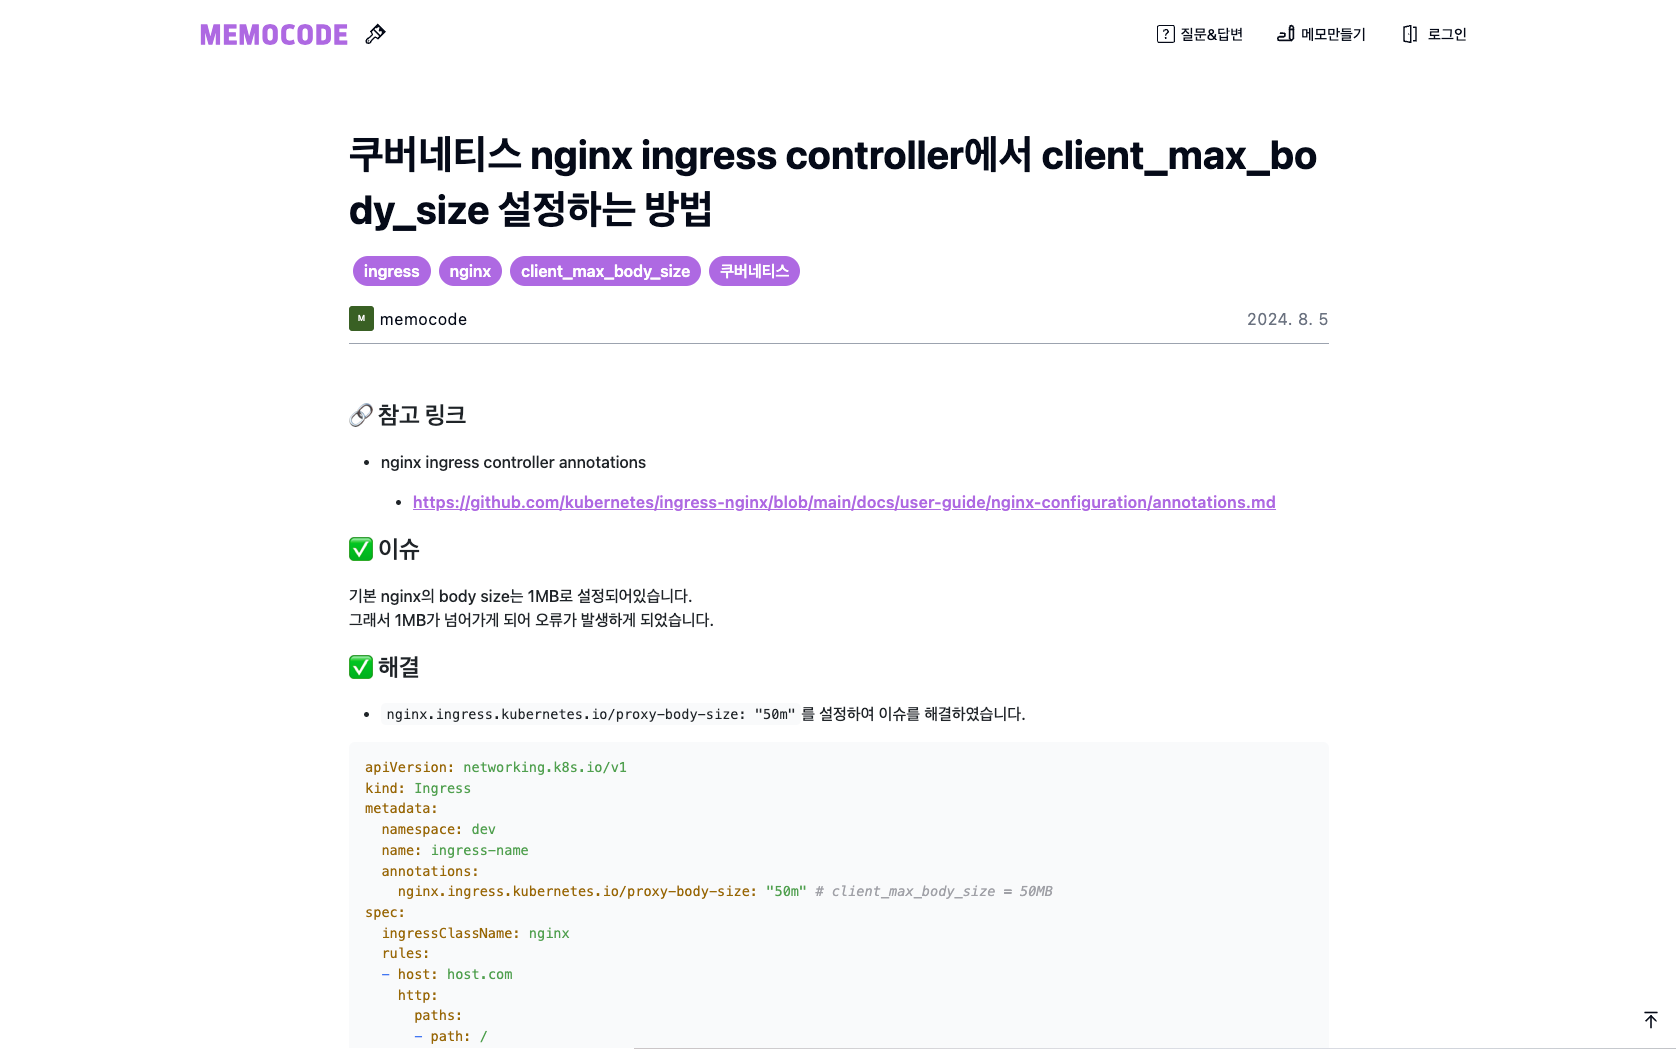 MEMOCODE
질문&답변
메모만들기
로그인
쿠버네티스 nginx ingress controller에서 client_max_bo
dy_size 설정하는 방법
ingress nginx client_max_body_size 쿠버네티스
M memocode 2024. 8. 5
🔗 참고 링크
• nginx ingress controller annotations
• https://github.com/kubernetes/ingress-nginx/blob/main/docs/user-guide/nginx-configuration/annotations.md
✅ 이슈
기본 nginx의 body size는 1MB로 설정되어있습니다.
그래서 1MB가 넘어가게 되어 오류가 발생하게 되었습니다.
✅ 해결
• nginx.ingress.kubernetes.io/proxy-body-size: "50m" 를 설정하여 이슈를 해결하였습니다.
apiVersion: networking.k8s.io/v1
kind: Ingress
metadata:
  namespace: dev
  name: ingress-name
  annotations:
    nginx.ingress.kubernetes.io/proxy-body-size: "50m" # client_max_body_size = 50MB
spec:
  ingressClassName: nginx
  rules:
  - host: host.com
    http:
      paths:
      - path: /